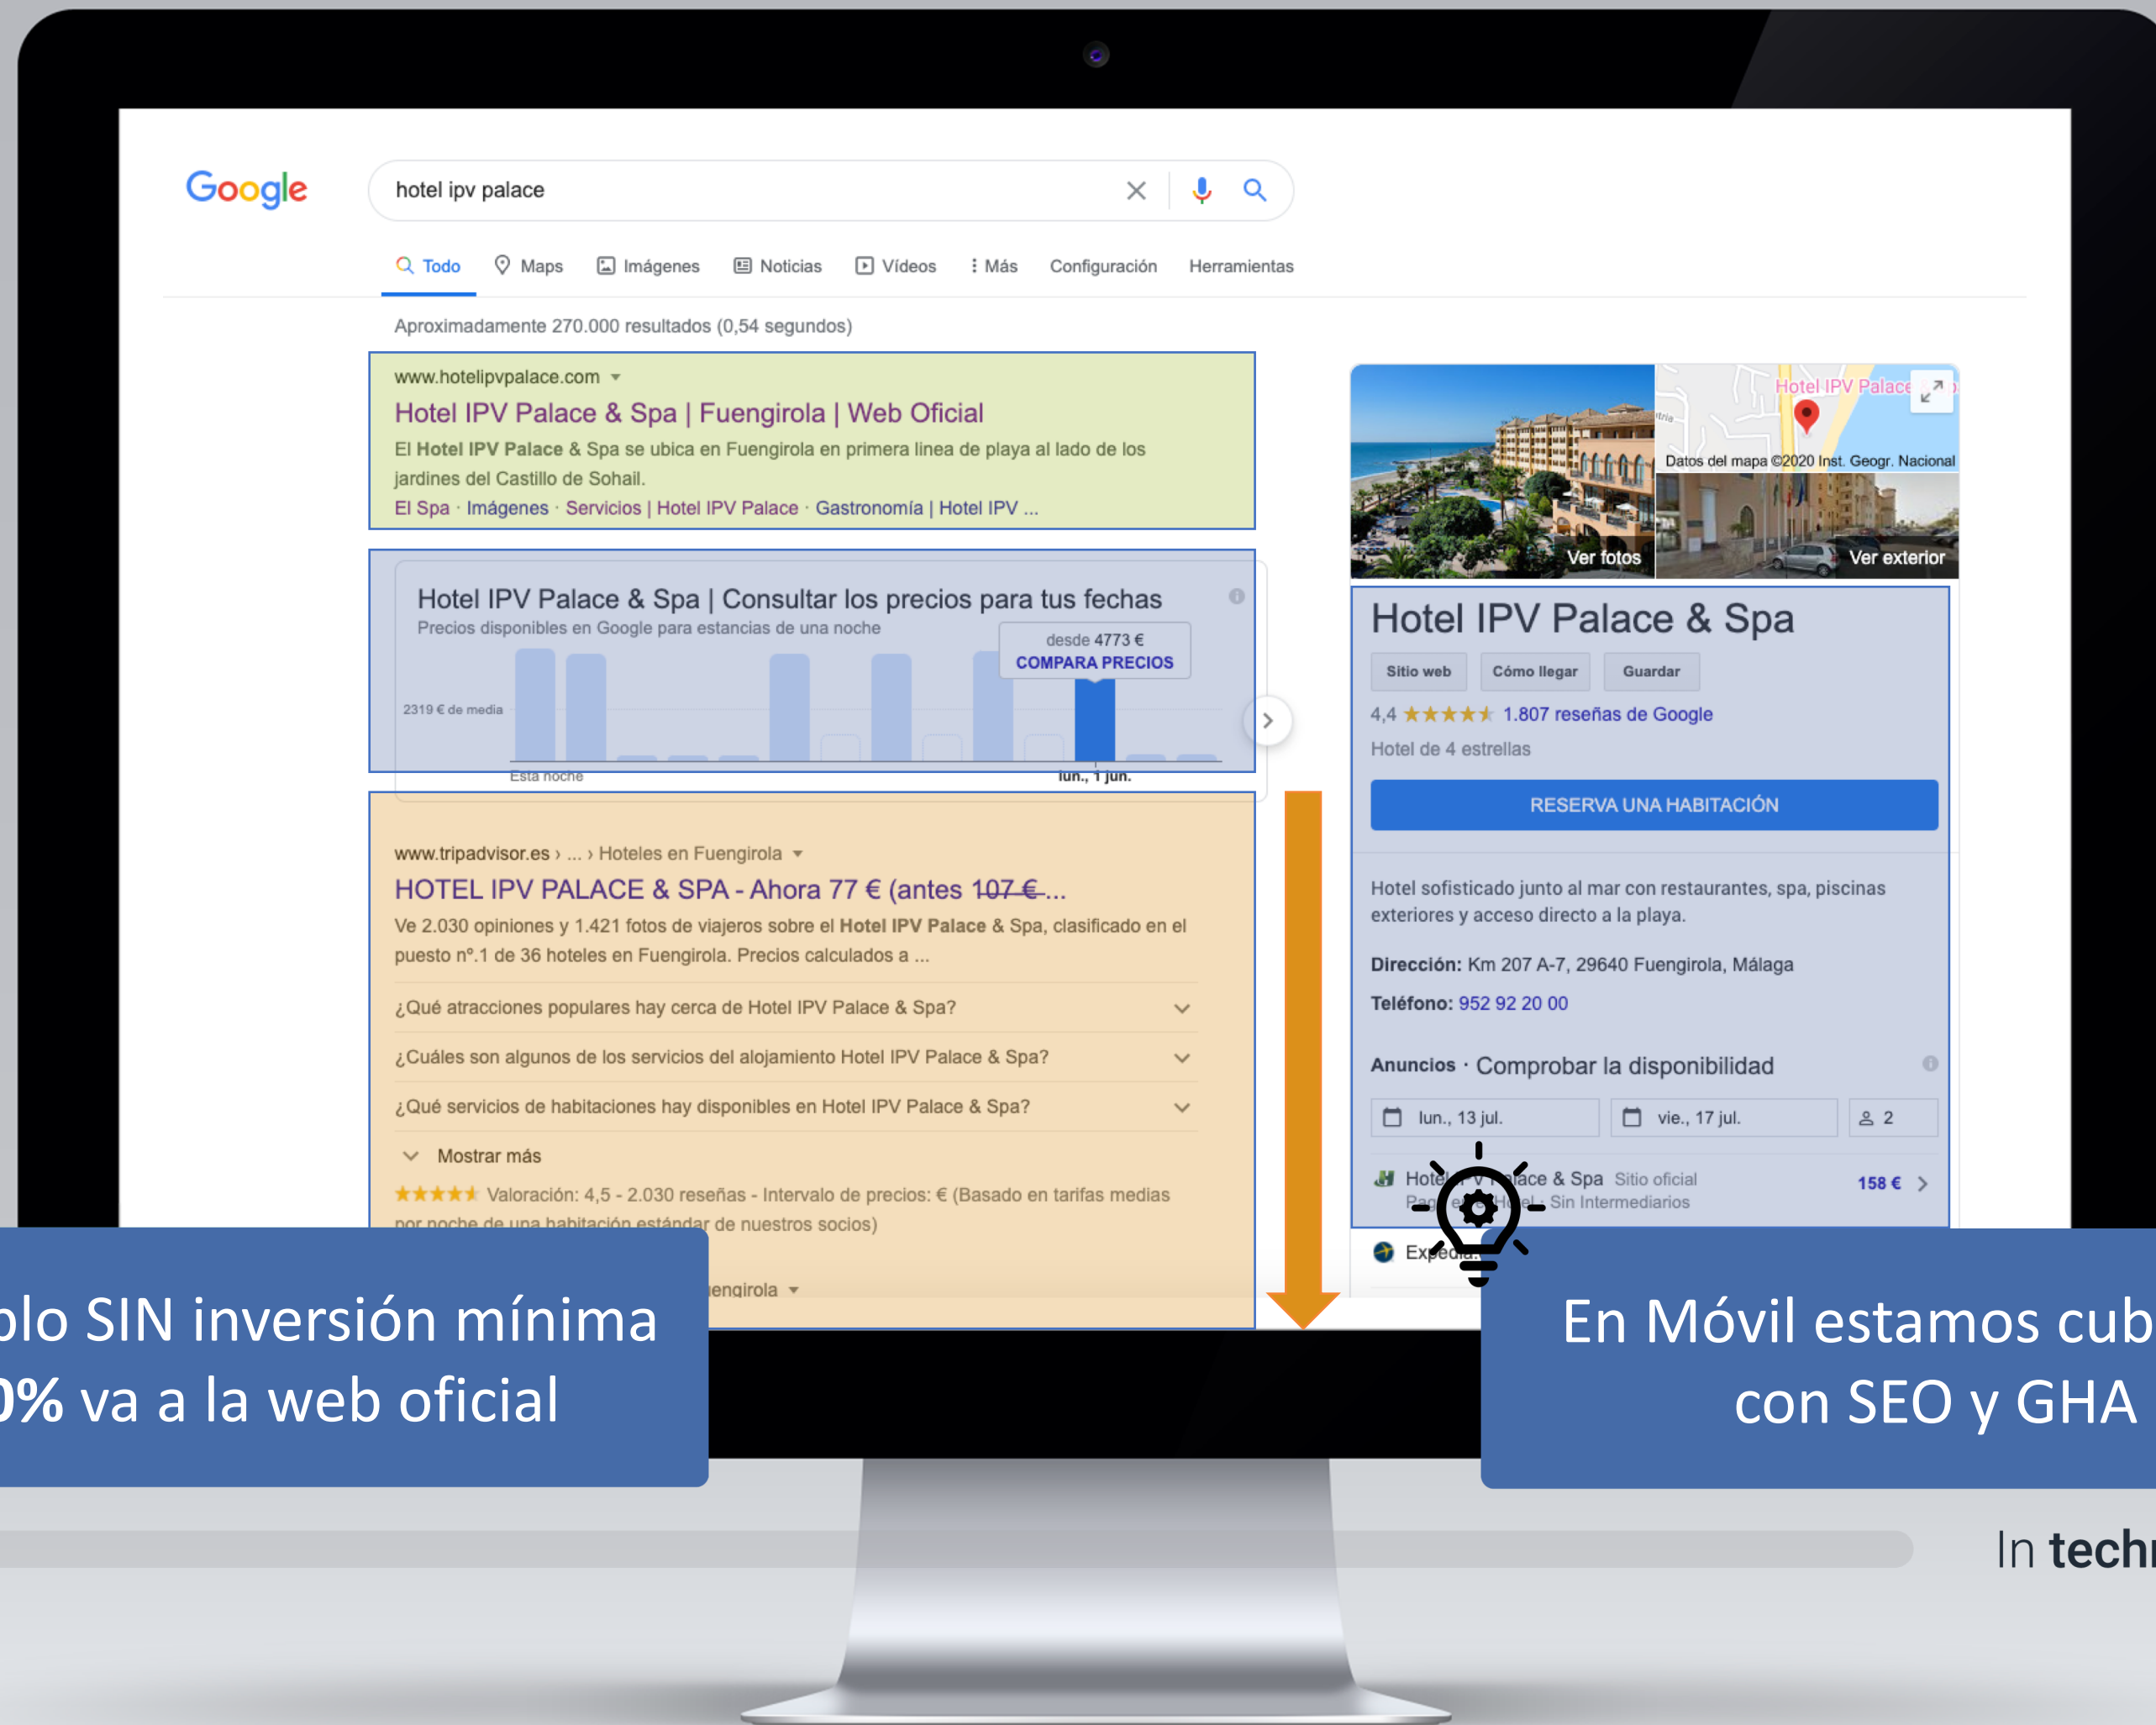 Google
hotel ipv palace
Todo Maps Imágenes Noticias Vídeos Más Configuración Herramientas
Aproximadamente 270.000 resultados (0,54 segundos)
www.hotelipvpalace.com
Hotel IPV Palace & Spa | Fuengirola | Web Oficial
El Hotel IPV Palace & Spa se ubica en Fuengirola en primera linea de playa al lado de los
jardines del Castillo de Sohail.
El Spa · Imágenes · Servicios | Hotel IPV Palace · Gastronomía | Hotel IPV ...
Hotel IPV Palace & Spa | Consultar los precios para tus fechas
Precios disponibles en Google para estancias de una noche
desde 4773 €
COMPARA PRECIOS
2319 € de media
Esta noche
lun., 1 jun.
www.tripadvisor.es › ... › Hoteles en Fuengirola
HOTEL IPV PALACE & SPA - Ahora 77 € (antes 107 € ...
Ve 2.030 opiniones y 1.421 fotos de viajeros sobre el Hotel IPV Palace & Spa, clasificado en el
puesto nº.1 de 36 hoteles en Fuengirola. Precios calculados a ...
¿Qué atracciones populares hay cerca de Hotel IPV Palace & Spa?
¿Cuáles son algunos de los servicios del alojamiento Hotel IPV Palace & Spa?
¿Qué servicios de habitaciones hay disponibles en Hotel IPV Palace & Spa?
Mostrar más
Valoración: 4,5 - 2.030 reseñas - Intervalo de precios: € (Basado en tarifas medias
por noche de una habitación estándar de nuestros socios)
engirola
Hotel IPV Palace
Datos del mapa ©2020 Inst. Geogr. Nacional
Ver fotos
Ver exterior
Hotel IPV Palace & Spa
Sitio web Cómo llegar Guardar
4,4 1.807 reseñas de Google
Hotel de 4 estrellas
RESERVA UNA HABITACIÓN
Hotel sofisticado junto al mar con restaurantes, spa, piscinas
exteriores y acceso directo a la playa.
Dirección: Km 207 A-7, 29640 Fuengirola, Málaga
Teléfono: 952 92 20 00
Anuncios · Comprobar la disponibilidad
lun., 13 jul. vie., 17 jul. 2
Hotel IPV Palace & Spa Sitio oficial 158 €
Hotel · Sin Intermediarios
SIN inversión mínima
0% va a la web oficial
En Móvil estamos cub
con SEO y GHA
In techn